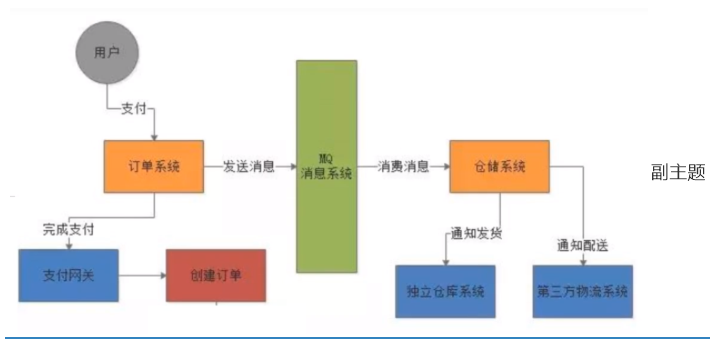 用户
支付
订单系统
发送消息
MQ
消息系统
消费消息
仓储系统
副主题
完成支付
通知发货
通知配送
支付网关
创建订单
独立仓库系统
第三方物流系统